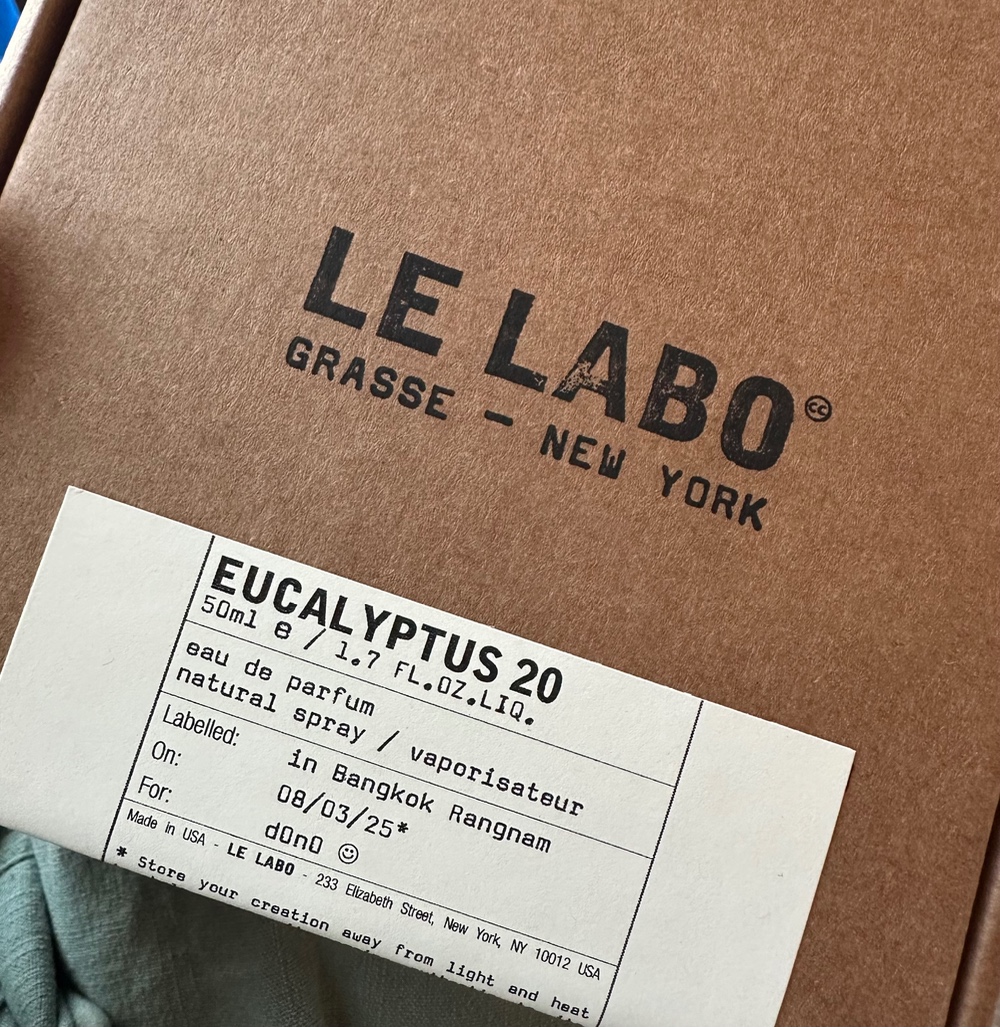 LE LABO
GRASSE — NEW YORK
EUCALYPTUS 20
50ml ℮ / 1.7 FL.OZ.LIQ.
eau de parfum
natural spray / vaporisateur
Labelled: in Bangkok Rangnam
On: 08/03/25*
For: d0n0 ☺
Made in USA - LE LABO - 233 Elizabeth Street, New York, NY 10012 USA
* Store your creation away from light and heat